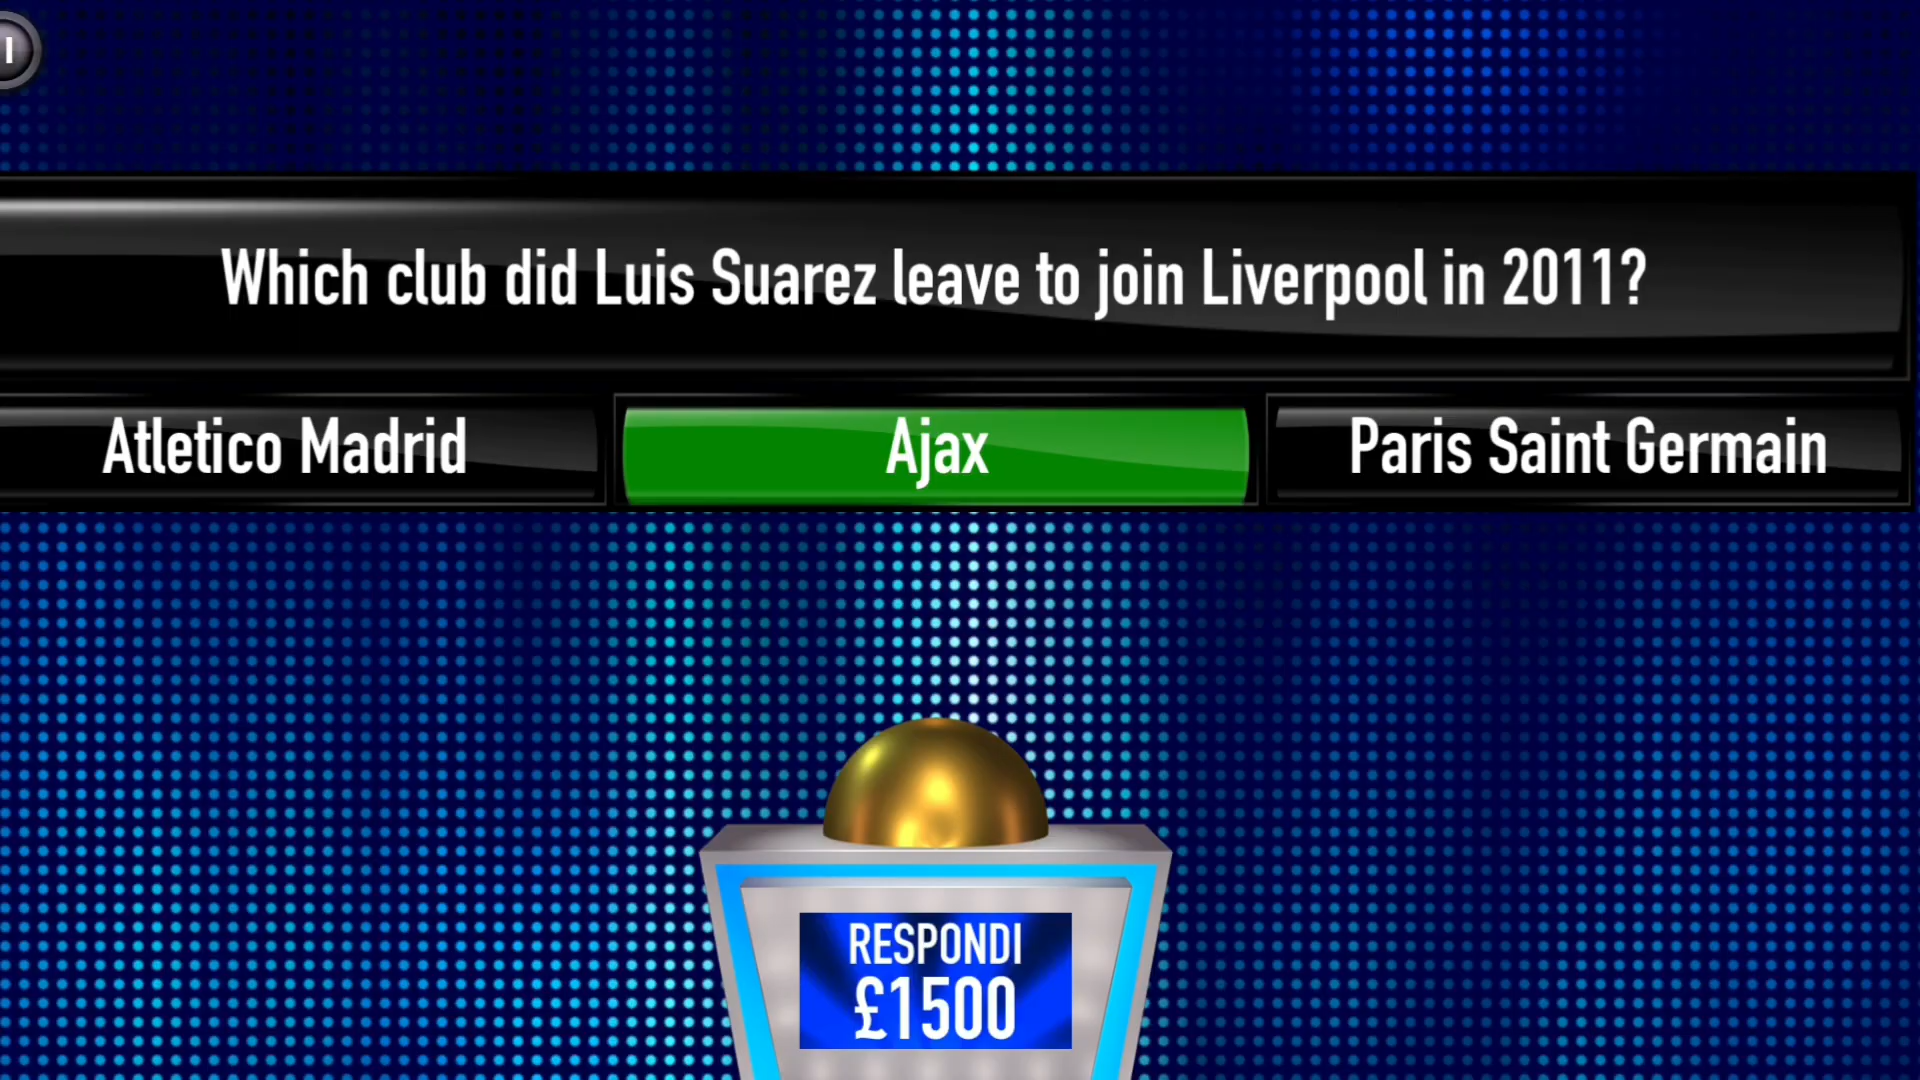 Which club did Luis Suarez leave to join Liverpool in 2011?
Atletico Madrid
Ajax
Paris Saint Germain
RESPONDI
£1500